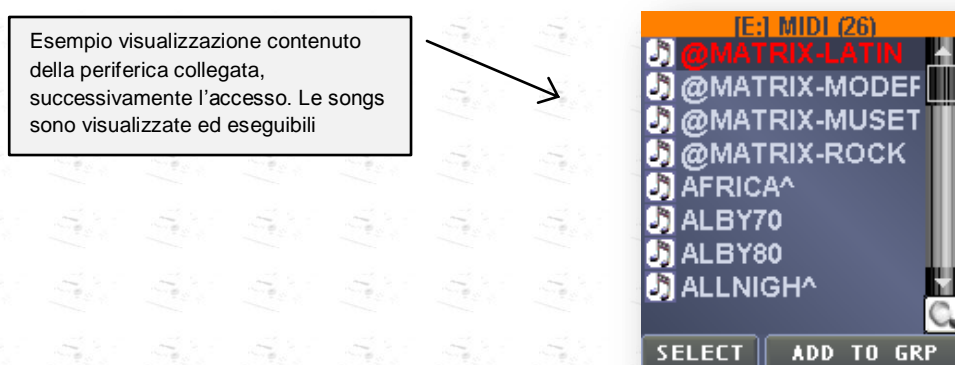 Esempio visualizzazione contenuto
della periferica collegata,
successivamente l'accesso. Le songs
sono visualizzate ed eseguibili
[E:] MIDI (26)
@MATRIX-LATIN
@MATRIX-MODEF
@MATRIX-MUSET
@MATRIX-ROCK
AFRICA^
ALBY70
ALBY80
ALLNIGH^
SELECT ADD TO GRP